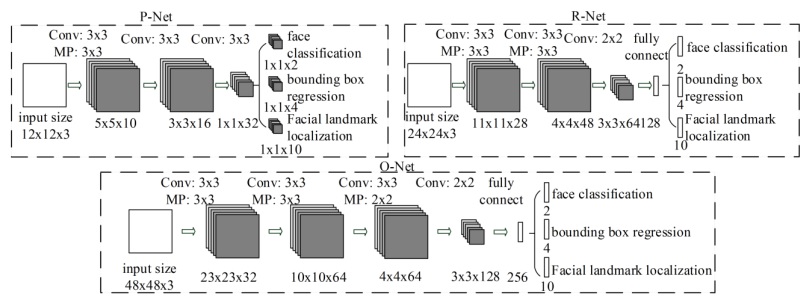 P-Net
Conv: 3x3 Conv: 3x3 Conv: 3x3
MP: 3x3
face
classification
1x1x2
bounding box
regression
1x1x4
Facial landmark
localization
1x1x10
input size
12x12x3
5x5x10
3x3x16
1x1x32
R-Net
Conv: 3x3 Conv: 3x3 Conv: 2x2 fully
MP: 3x3 MP: 3x3 connect
face classification
2
bounding box
regression
4
Facial landmark
localization
10
input size
24x24x3
11x11x28
4x4x48
3x3x64
128
O-Net
Conv: 3x3 Conv: 3x3 Conv: 3x3 Conv: 2x2 fully
MP: 3x3 MP: 3x3 MP: 2x2 connect
face classification
2
bounding box regression
4
Facial landmark localization
10
input size
48x48x3
23x23x32
10x10x64
4x4x64
3x3x128
256